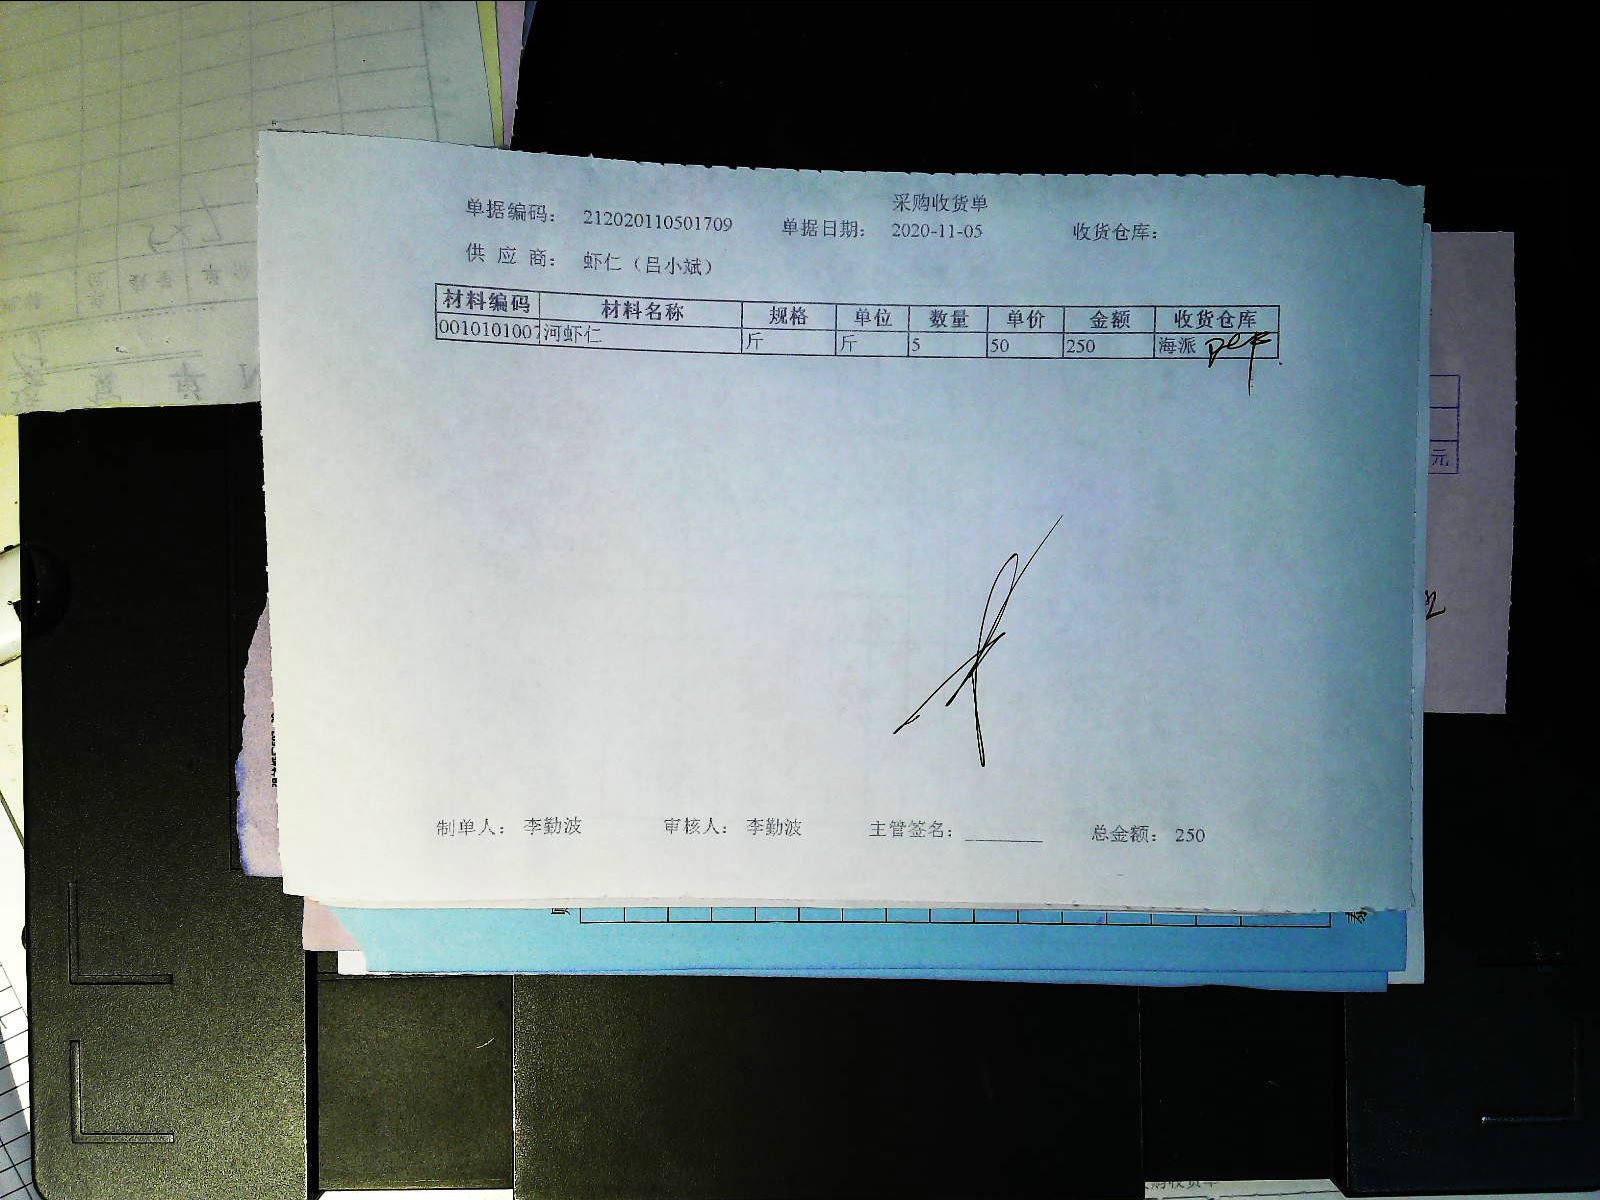 采购收货单
单据编码: 212020110501709 单据日期: 2020-11-05 收货仓库:
供 应 商: 虾仁（吕小斌）
材料编码 材料名称 规格 单位 数量 单价 金额 收货仓库
0010101007 河虾仁 斤 斤 5 50 250 海派
制单人: 李勤波 审核人: 李勤波 主管签名: 总金额: 250
元